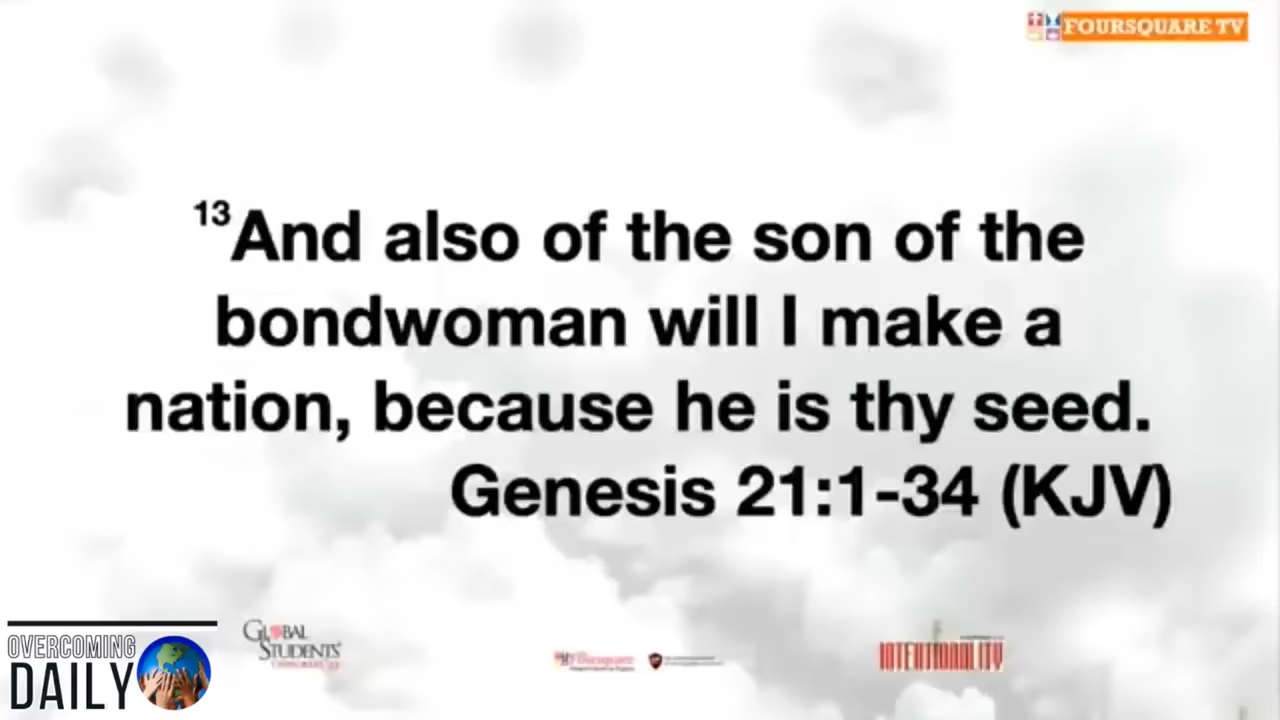 FOURSQUARE TV
13And also of the son of the
bondwoman will I make a
nation, because he is thy seed.
Genesis 21:1-34 (KJV)
OVERCOMING
DAILY
GLOBAL
STUDENTS'
Foursquare
INTENTIONALITY